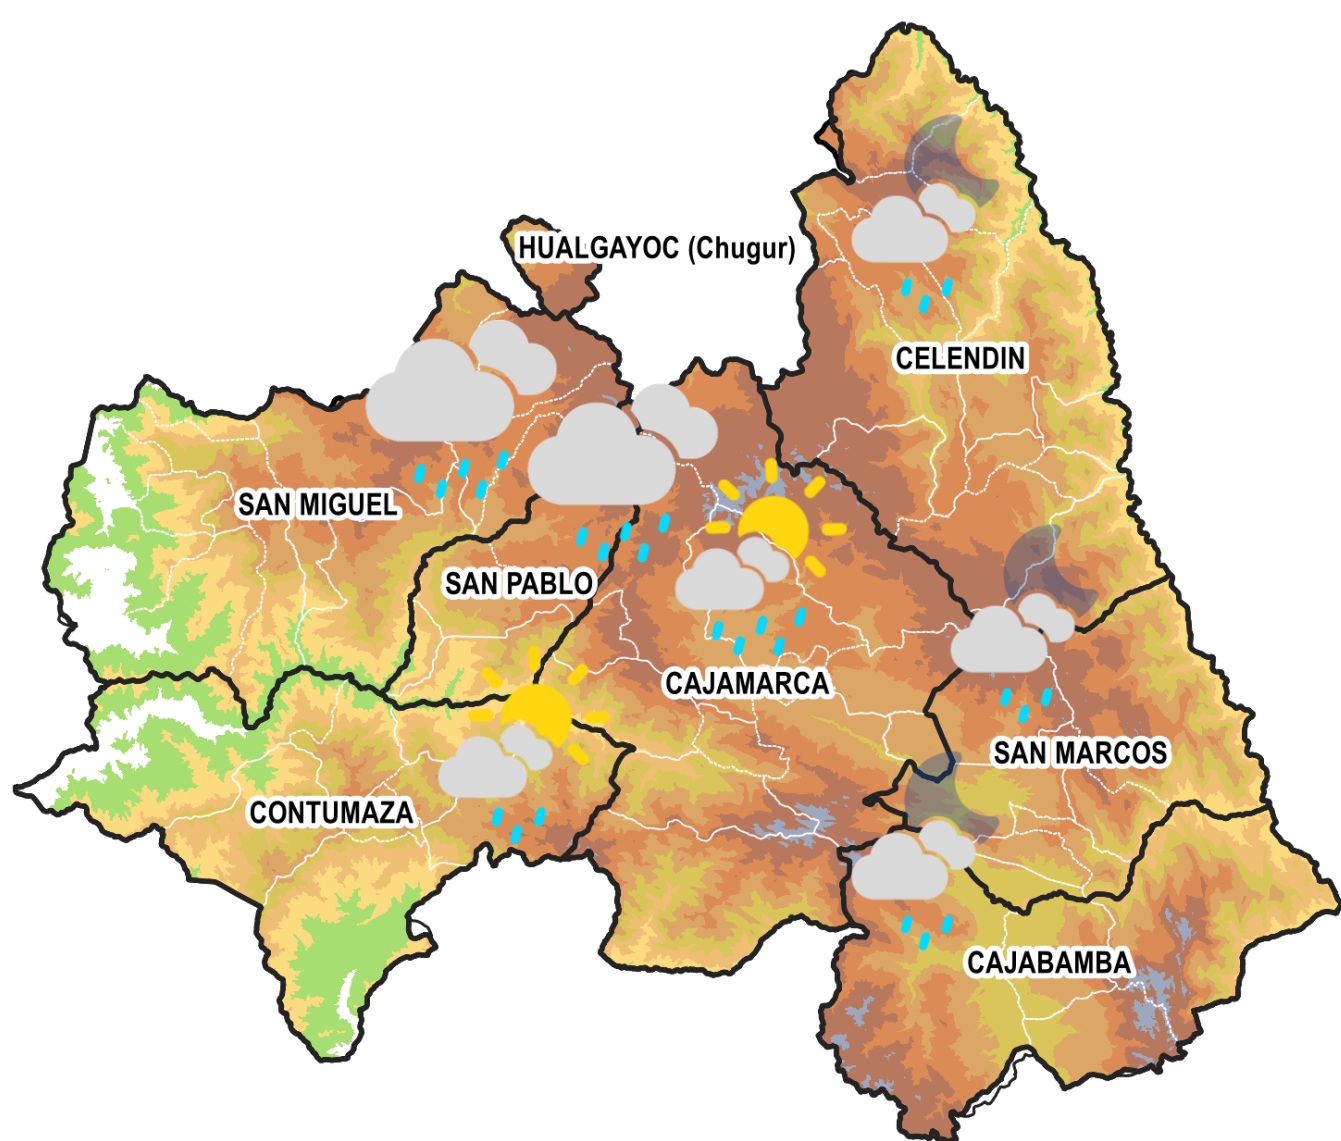 HUALGAYOC (Chugur)
CELENDIN
SAN MIGUEL
SAN PABLO
CAJAMARCA
SAN MARCOS
CONTUMAZA
CAJABAMBA